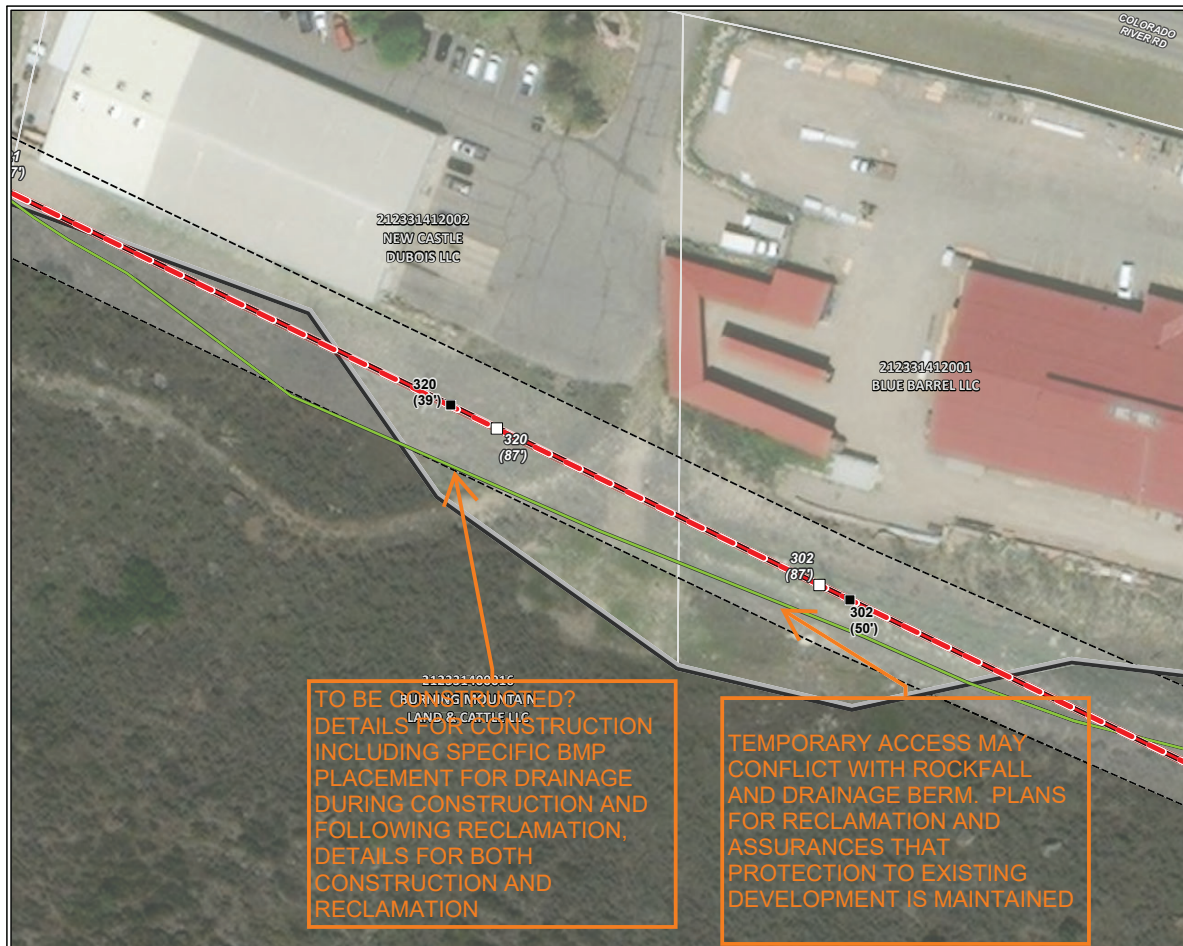 COLORADO
RIVER RD
7')
212331412002
NEW CASTLE
DUBOIS LLC
212331412001
BLUE BARREL LLC
320
(39')
320
(87')
302
(87')
302
(50')
212331400016
BURNING MOUNTAIN
LAND & CATTLE LLC
TO BE CONSTRUCTED?
DETAILS FOR CONSTRUCTION
INCLUDING SPECIFIC BMP
PLACEMENT FOR DRAINAGE
DURING CONSTRUCTION AND
FOLLOWING RECLAMATION,
DETAILS FOR BOTH
CONSTRUCTION AND
RECLAMATION
TEMPORARY ACCESS MAY
CONFLICT WITH ROCKFALL
AND DRAINAGE BERM. PLANS
FOR RECLAMATION AND
ASSURANCES THAT
PROTECTION TO EXISTING
DEVELOPMENT IS MAINTAINED